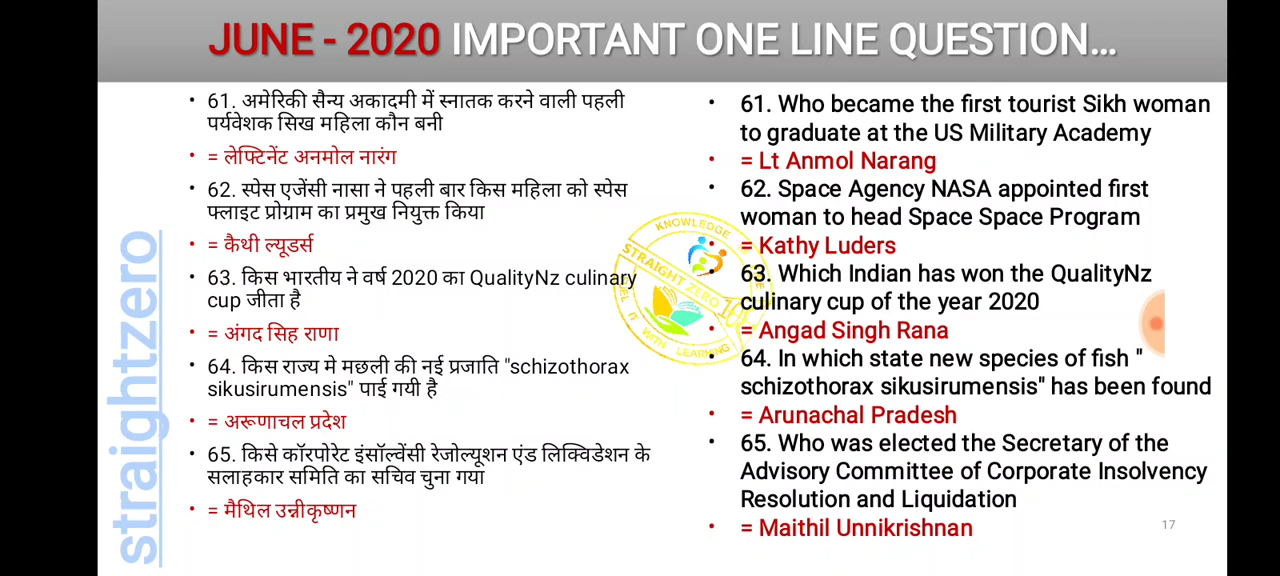 JUNE - 2020 IMPORTANT ONE LINE QUESTION...
• 61. अमेरिकी सैन्य अकादमी में स्नातक करने वाली पहली
पर्यवेशक सिख महिला कौन बनी
• = लेफ्टिनेंट अनमोल नारंग
• 62. स्पेस एजेंसी नासा ने पहली बार किस महिला को स्पेस
फ्लाइट प्रोग्राम का प्रमुख नियुक्त किया
• = कैथी ल्यूडर्स
• 63. किस भारतीय ने वर्ष 2020 का QualityNz culinary
cup जीता है
• = अंगद सिह राणा
• 64. किस राज्य मे मछली की नई प्रजाति "schizothorax
sikusirumensis" पाई गयी है
• = अरूणाचल प्रदेश
• 65. किसे कॉरपोरेट इंसॉल्वेंसी रेजोल्यूशन एंड लिक्विडेशन के
सलाहकार समिति का सचिव चुना गया
• = मैथिल उन्नीकृष्णन
• 61. Who became the first tourist Sikh woman
to graduate at the US Military Academy
• = Lt Anmol Narang
• 62. Space Agency NASA appointed first
woman to head Space Space Program
• = Kathy Luders
• 63. Which Indian has won the QualityNz
culinary cup of the year 2020
• = Angad Singh Rana
• 64. In which state new species of fish "
schizothorax sikusirumensis" has been found
• = Arunachal Pradesh
• 65. Who was elected the Secretary of the
Advisory Committee of Corporate Insolvency
Resolution and Liquidation
• = Maithil Unnikrishnan
straightzero
KNOWLEDGE
STRAIGHT ZERO
IT WITH LEARNING
17